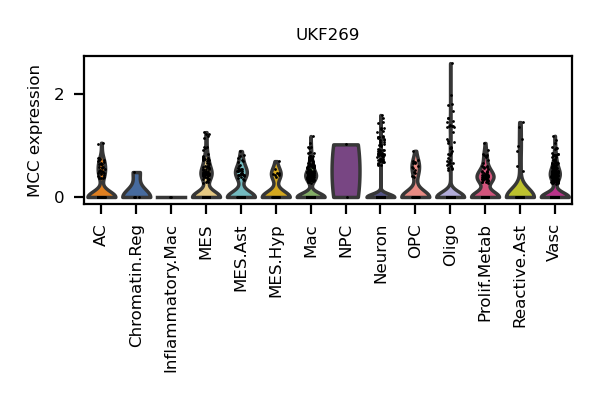 UKF269
MCC expression
2
0
AC
Chromatin.Reg
Inflammatory.Mac
MES
MES.Ast
MES.Hyp
Mac
NPC
Neuron
OPC
Oligo
Prolif.Metab
Reactive.Ast
Vasc